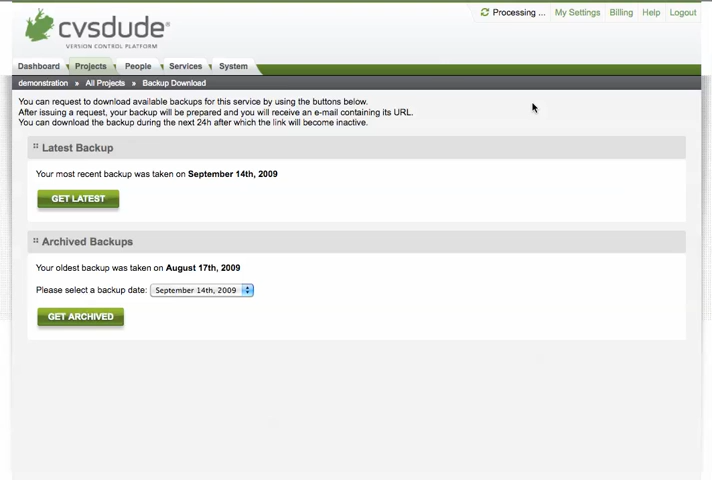 cvsdude®
VERSION CONTROL PLATFORM
Processing ... My Settings Billing Help Logout
Dashboard Projects People Services System
demonstration » All Projects » Backup Download
You can request to download available backups for this service by using the buttons below.
After issuing a request, your backup will be prepared and you will receive an e-mail containing its URL.
You can download the backup during the next 24h after which the link will become inactive.
Latest Backup
Your most recent backup was taken on September 14th, 2009
GET LATEST
Archived Backups
Your oldest backup was taken on August 17th, 2009
Please select a backup date: September 14th, 2009
GET ARCHIVED